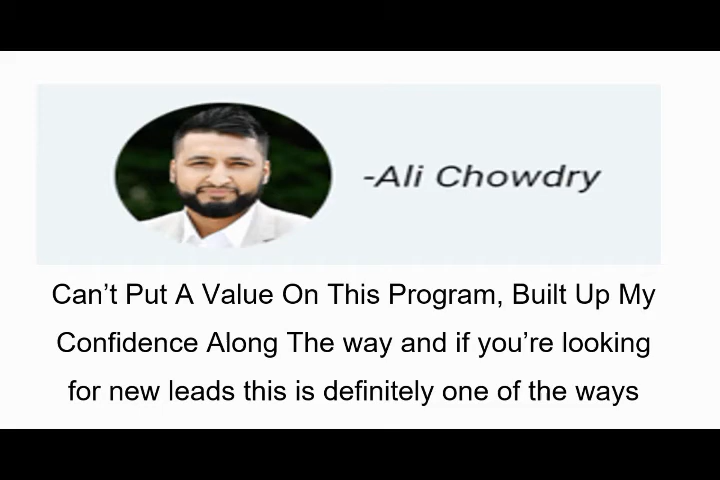 -Ali Chowdry
Can’t Put A Value On This Program, Built Up My
Confidence Along The way and if you’re looking
for new leads this is definitely one of the ways